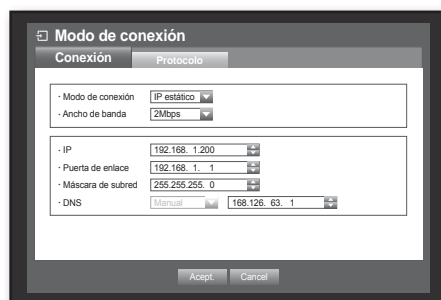 Modo de conexión
Conexión Protocolo
· Modo de conexión IP estático
· Ancho de banda 2Mbps
· IP 192.168. 1.200
· Puerta de enlace 192.168. 1. 1
· Máscara de subred 255.255.255. 0
· DNS Manual 168.126. 63. 1
Acept. Cancel